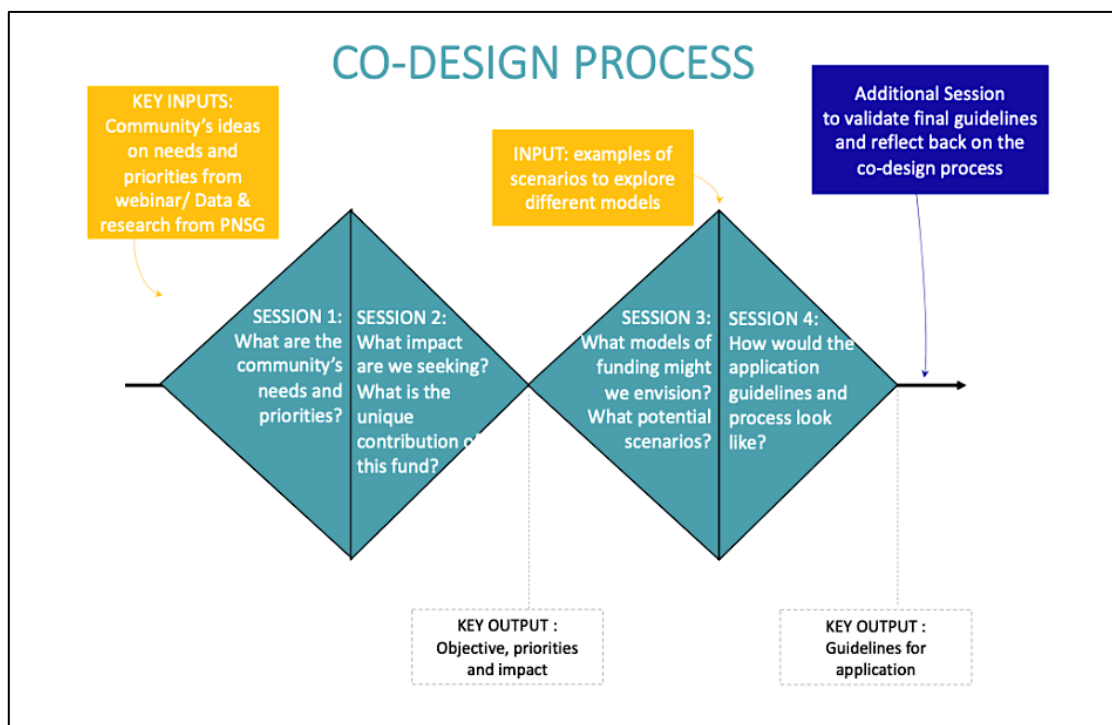 CO-DESIGN PROCESS
KEY INPUTS:
Community's ideas
on needs and
priorities from
webinar/ Data &
research from PNSG
INPUT: examples of
scenarios to explore
different models
Additional Session
to validate final guidelines
and reflect back on the
co-design process
SESSION 1:
What are the
community's
needs and
priorities?
SESSION 2:
What impact
are we seeking?
What is the
unique
contribution of
this fund?
SESSION 3:
What models of
funding might
we envision?
What potential
scenarios?
SESSION 4:
How would the
application
guidelines and
process look
like?
KEY OUTPUT :
Objective, priorities
and impact
KEY OUTPUT :
Guidelines for
application